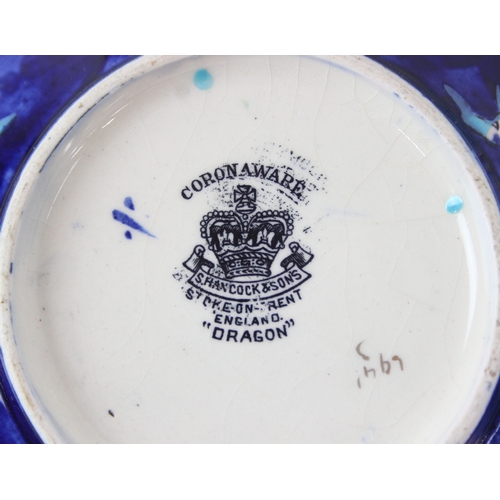 CORONAWARE
S. HANCOCK & SONS
STOKE-ON-TRENT
ENGLAND.
"DRAGON"